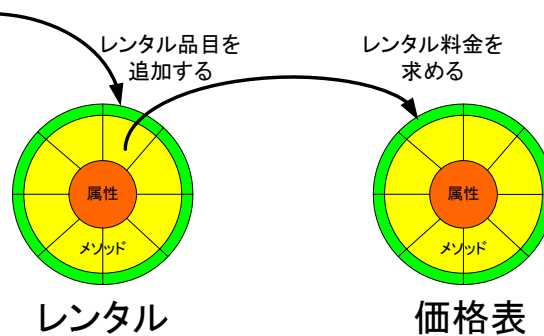 レンタル品目を
追加する
レンタル料金を
求める
属性
メソッド
属性
メソッド
レンタル
価格表